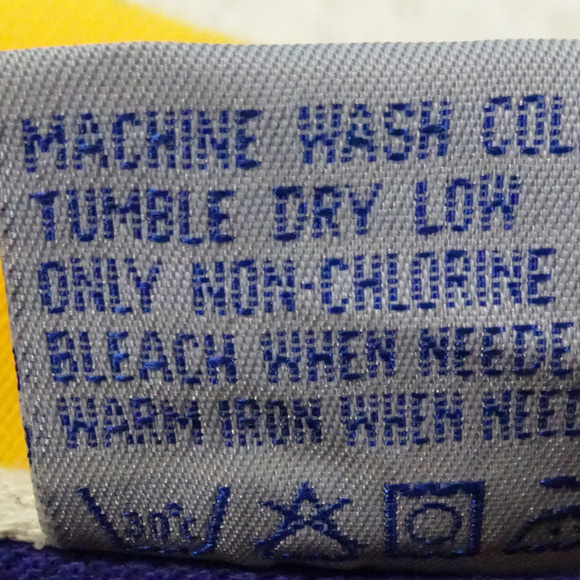 MACHINE WASH COL
TUMBLE DRY LOW
ONLY NON-CHLORINE
BLEACH WHEN NEEDE
WARM IRON WHEN NEED
30°C